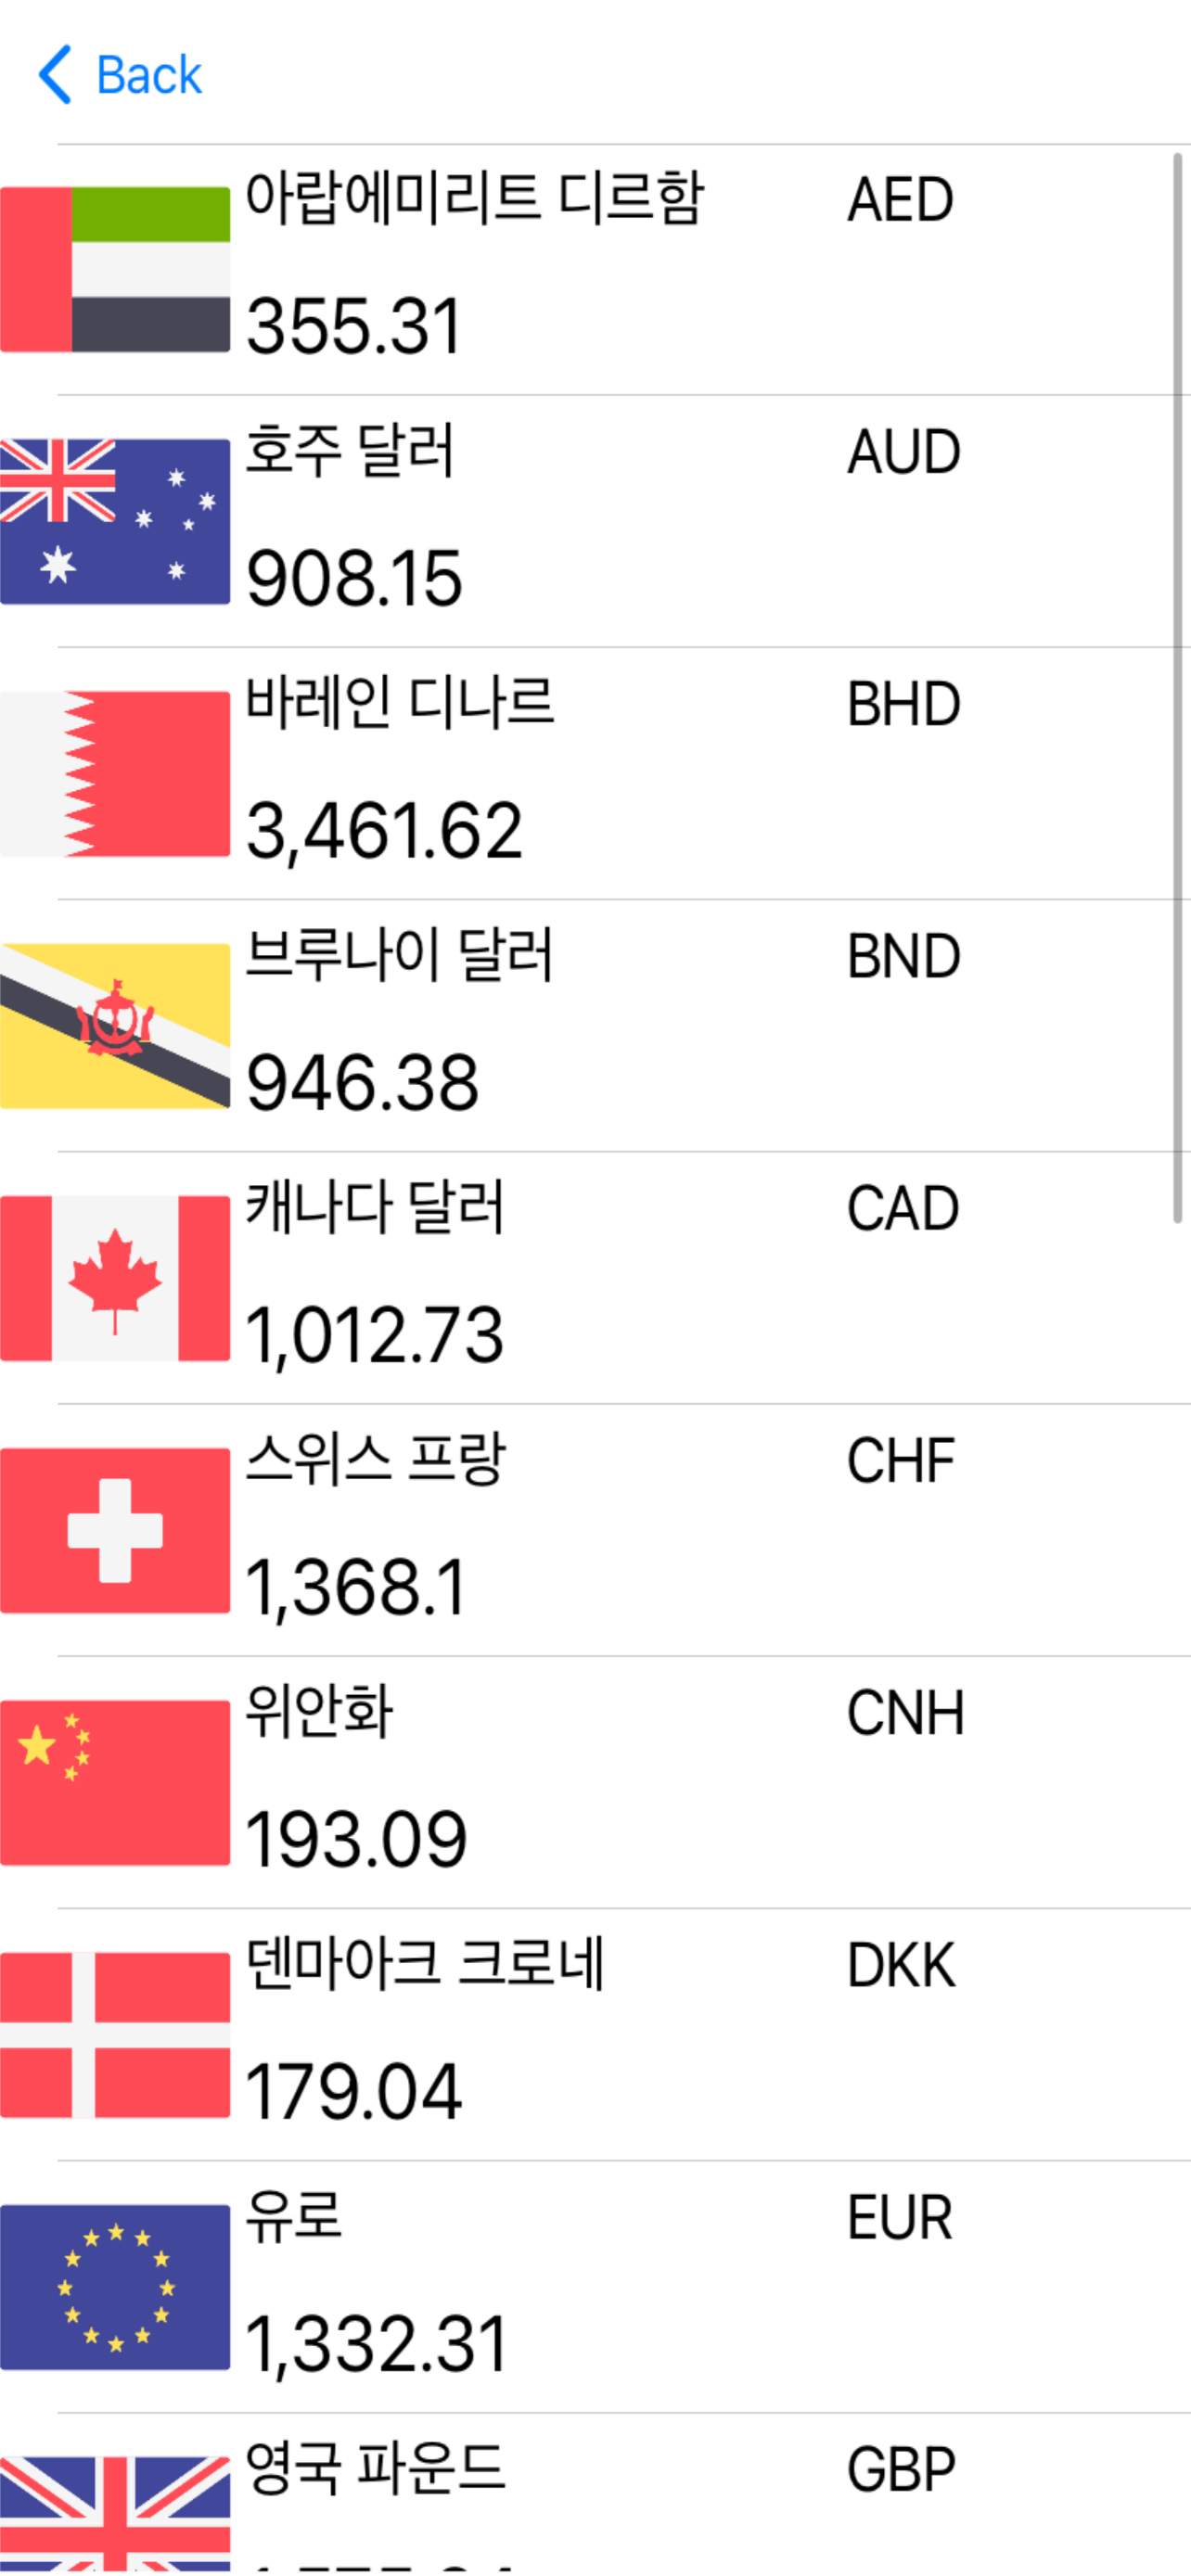 Back
아랍에미리트 디르함 AED
355.31
호주 달러 AUD
908.15
바레인 디나르 BHD
3,461.62
브루나이 달러 BND
946.38
캐나다 달러 CAD
1,012.73
스위스 프랑 CHF
1,368.1
위안화 CNH
193.09
덴마아크 크로네 DKK
179.04
유로 EUR
1,332.31
영국 파운드 GBP